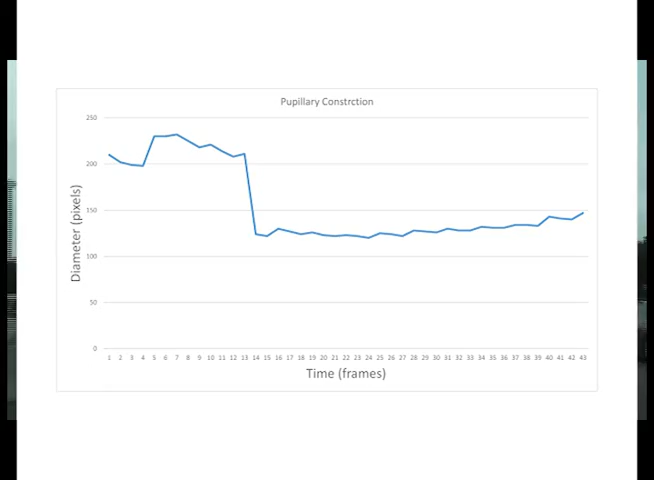 Pupillary Constrction
250
200
150
100
50
0
Diameter (pixels)
1 2 3 4 5 6 7 8 9 10 11 12 13 14 15 16 17 18 19 20 21 22 23 24 25 26 27 28 29 30 31 32 33 34 35 36 37 38 39 40 41 42 43
Time (frames)